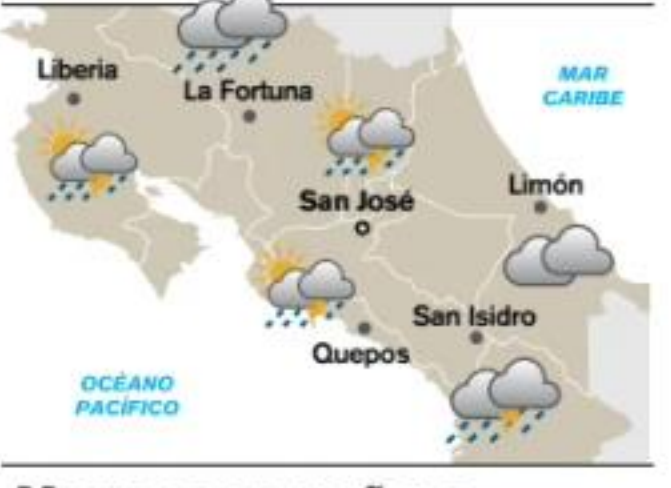 Liberia
La Fortuna
MAR
CARIBE
San José
Limón
San Isidro
Quepos
OCÉANO
PACÍFICO